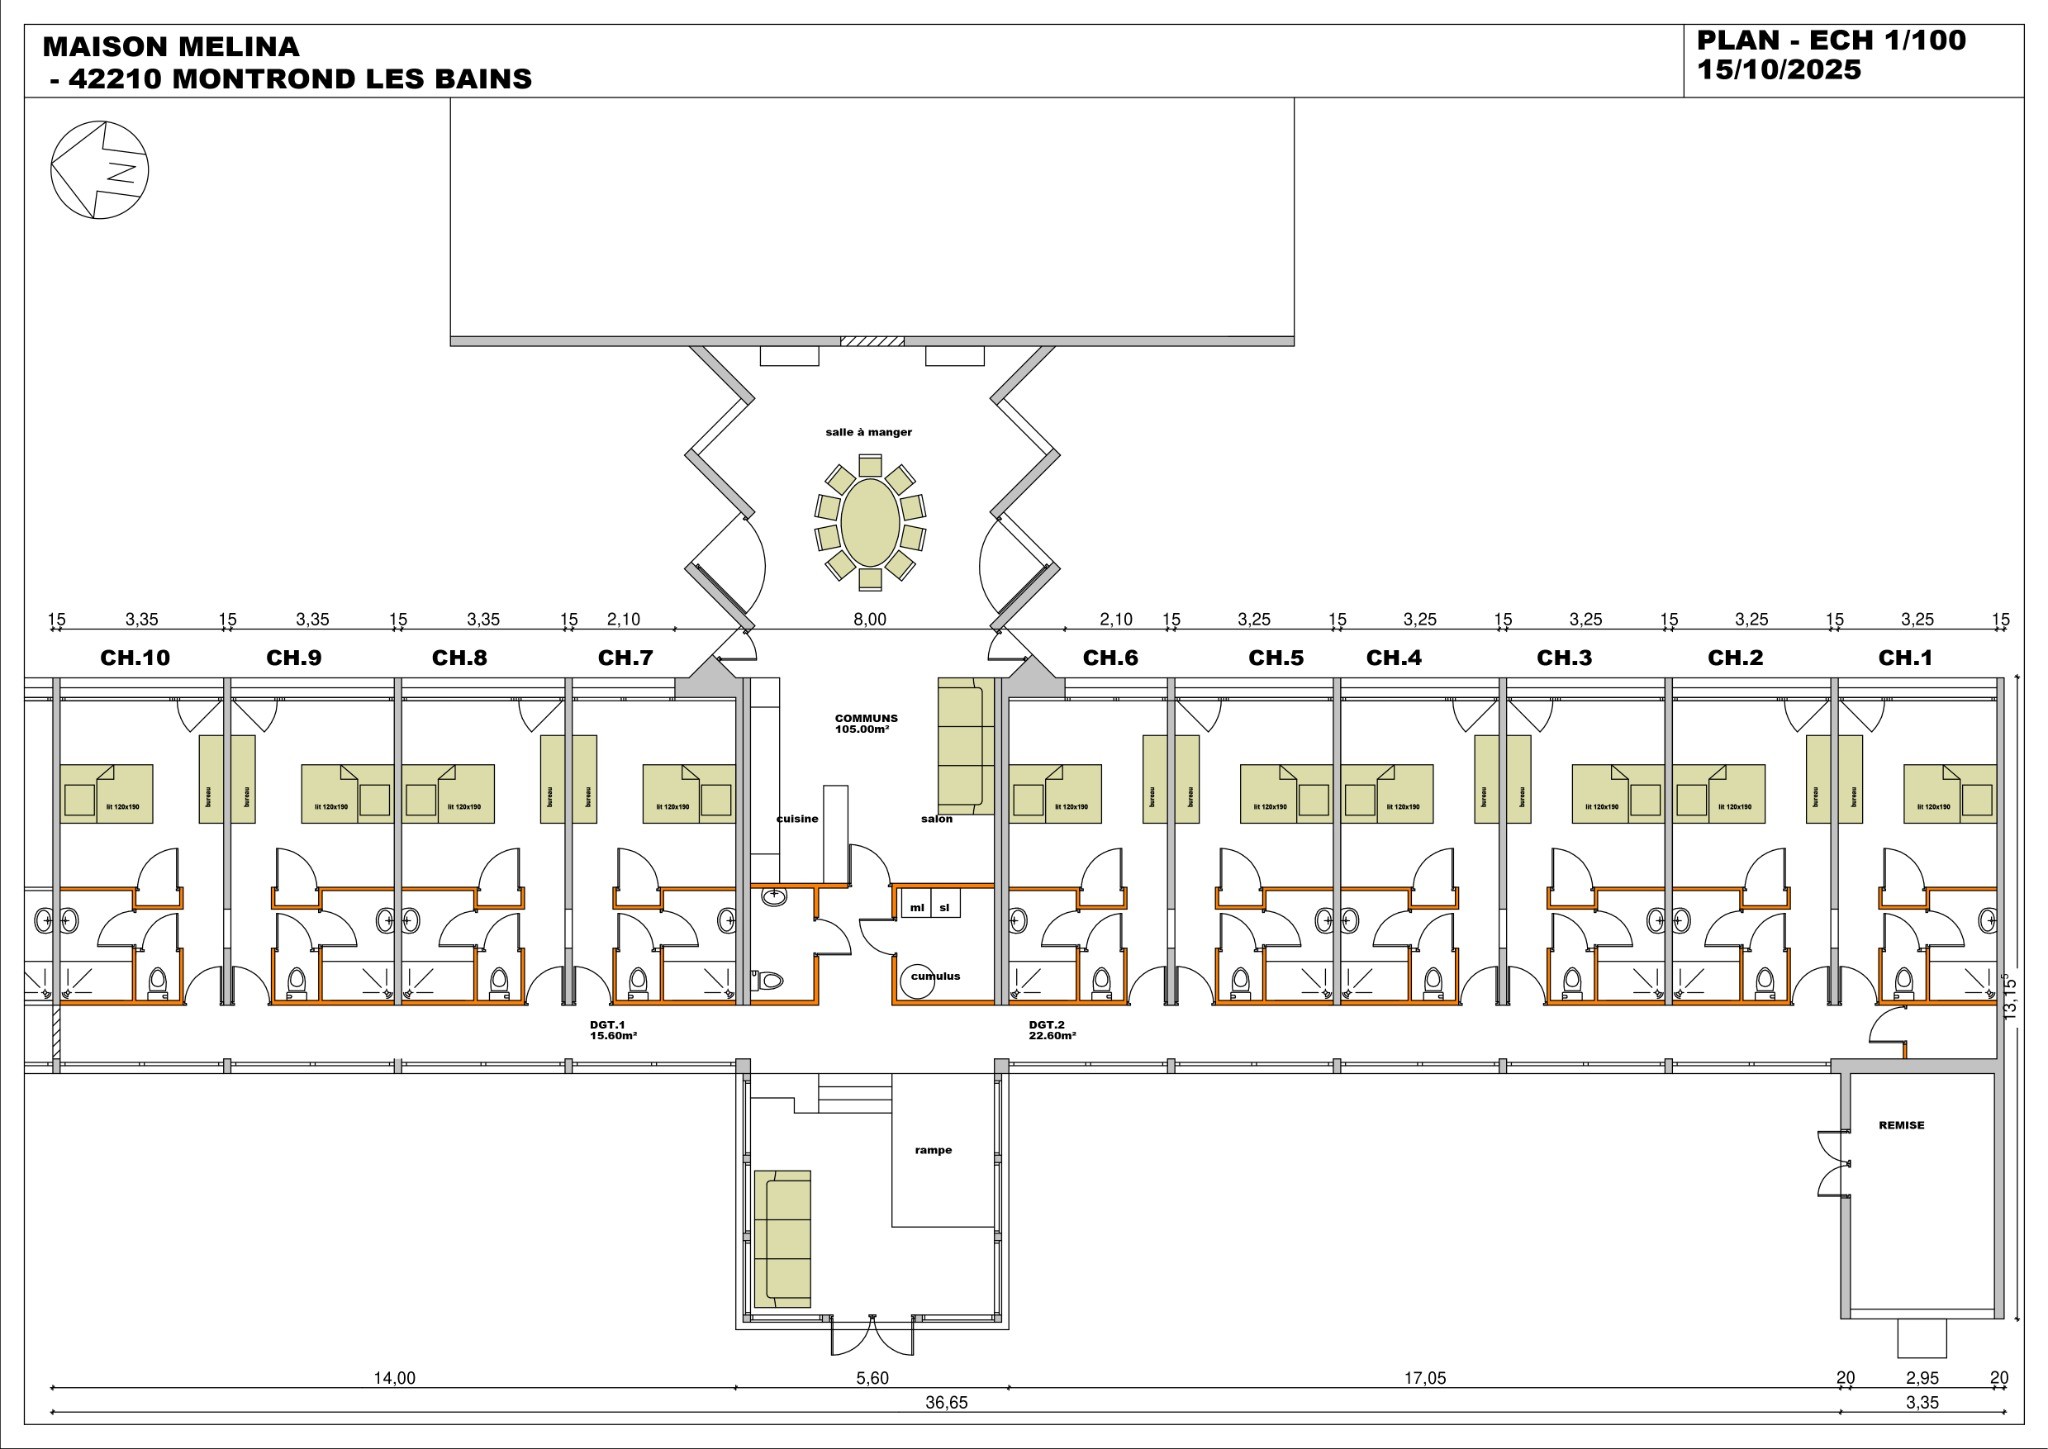 MAISON MELINA
- 42210 MONTROND LES BAINS
PLAN - ECH 1/100
15/10/2025
N
salle à manger
15 3,35 15 3,35 15 3,35 15 2,10 8,00 2,10 15 3,25 15 3,25 15 3,25 15 3,25 15 3,25 15
CH.10 CH.9 CH.8 CH.7 CH.6 CH.5 CH.4 CH.3 CH.2 CH.1
COMMUNS
105.00m²
lit 120x190 bureau bureau lit 120x190 lit 120x190 bureau bureau lit 120x190 lit 120x190 bureau bureau lit 120x190 lit 120x190 bureau bureau lit 120x190 lit 120x190 bureau bureau lit 120x190
cuisine salon
ml sl
cumulus
13,15⁵
DGT.1
15.60m²
DGT.2
22.60m²
REMISE
rampe
14,00 5,60 17,05 20 2,95 20
36,65 3,35